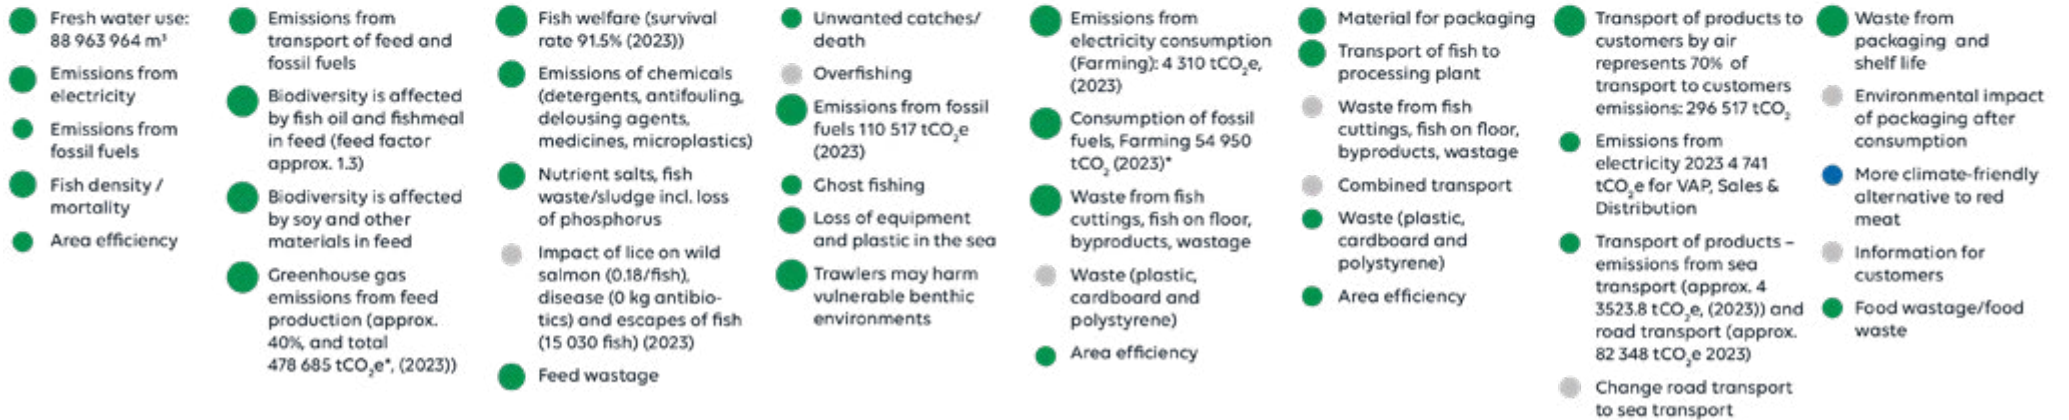 Fresh water use:
88 963 964 m³
Emissions from
electricity
Emissions from
fossil fuels
Fish density /
mortality
Area efficiency
Emissions from
transport of feed and
fossil fuels
Biodiversity is affected
by fish oil and fishmeal
in feed (feed factor
approx. 1.3)
Biodiversity is affected
by soy and other
materials in feed
Greenhouse gas
emissions from feed
production (approx.
40%, and total
478 685 tCO₂e*, (2023))
Fish welfare (survival
rate 91.5% (2023))
Emissions of chemicals
(detergents, antifouling,
delousing agents,
medicines, microplastics)
Nutrient salts, fish
waste/sludge incl. loss
of phosphorus
Impact of lice on wild
salmon (0.18/fish),
disease (0 kg antibio-
tics) and escapes of fish
(15 030 fish) (2023)
Feed wastage
Unwanted catches/
death
Overfishing
Emissions from fossil
fuels 110 517 tCO₂e
(2023)
Ghost fishing
Loss of equipment
and plastic in the sea
Trawlers may harm
vulnerable benthic
environments
Emissions from
electricity consumption
(Farming): 4 310 tCO₂e,
(2023)
Consumption of fossil
fuels, Farming 54 950
tCO₂ (2023)*
Waste from fish
cuttings, fish on floor,
byproducts, wastage
Waste (plastic,
cardboard and
polystyrene)
Area efficiency
Material for packaging
Transport of fish to
processing plant
Waste from fish
cuttings, fish on floor,
byproducts, wastage
Combined transport
Waste (plastic,
cardboard and
polystyrene)
Area efficiency
Transport of products to
customers by air
represents 70% of
transport to customers
emissions: 296 517 tCO₂
Emissions from
electricity 2023 4 741
tCO₂e for VAP, Sales &
Distribution
Transport of products –
emissions from sea
transport (approx. 4
3523.8 tCO₂e, (2023)) and
road transport (approx.
82 348 tCO₂e 2023)
Change road transport
to sea transport
Waste from
packaging and
shelf life
Environmental impact
of packaging after
consumption
More climate-friendly
alternative to red
meat
Information for
customers
Food wastage/food
waste